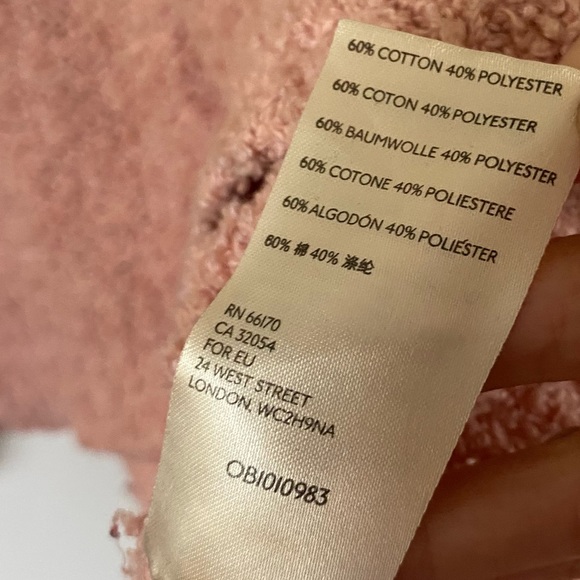 60% COTTON 40% POLYESTER
60% COTON 40% POLYESTER
60% BAUMWOLLE 40% POLYESTER
60% COTONE 40% POLIESTERE
60% ALGODÓN 40% POLIÉSTER
60% 棉 40% 涤纶
RN 66170
CA 32054
FOR EU
24 WEST STREET
LONDON, WC2H9NA
OB1010983